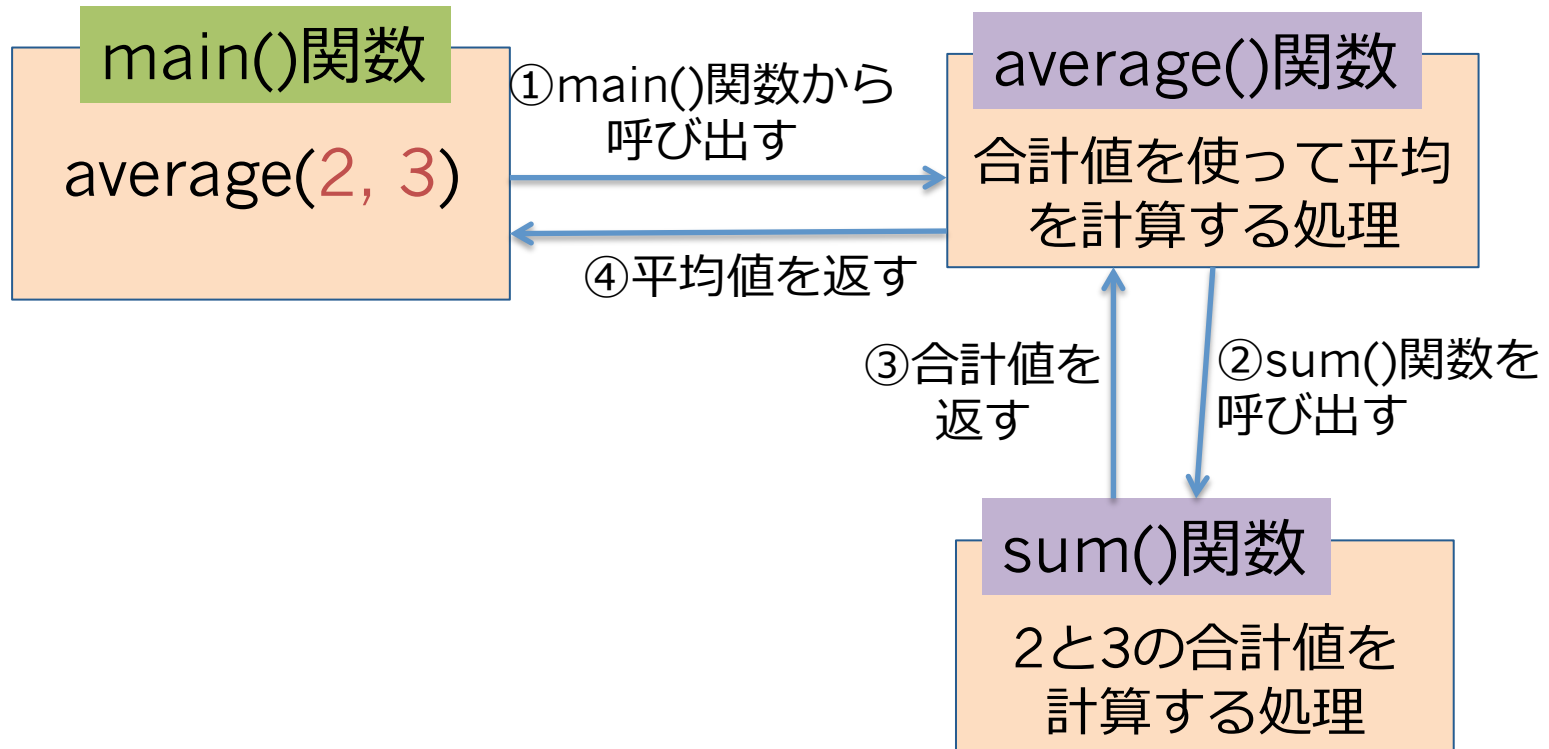 main()関数
average(2, 3)
①main()関数から
呼び出す
④平均値を返す
average()関数
合計値を使って平均
を計算する処理
③合計値を
返す
②sum()関数を
呼び出す
sum()関数
2と3の合計値を
計算する処理